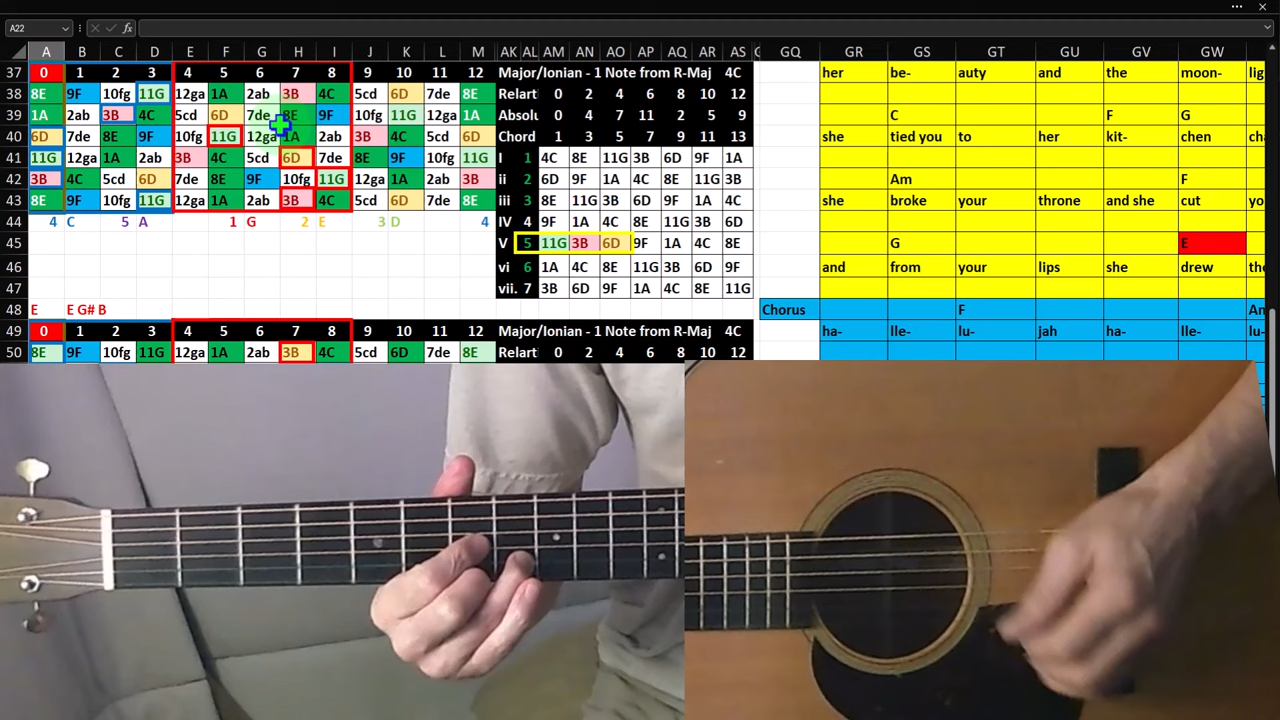 A22 fx
A B C D E F G H I J K L M AK AL AM AN AO AP AQ AR AS GQ GR GS GT GU GV GW
37 0 1 2 3 4 5 6 7 8 9 10 11 12 Major/Ionian - 1 Note from R-Maj 4C her be- auty and the moon-
38 8E 9F 10fg 11G 12ga 1A 2ab 3B 4C 5cd 6D 7de 8E Relart 0 2 4 6 8 10 12
39 1A 2ab 3B 4C 5cd 6D 7de 8E 9F 10fg 11G 12ga 1A Absolu 0 4 7 11 2 5 9 C F G
40 6D 7de 8E 9F 10fg 11G 12ga 1A 2ab 3B 4C 5cd 6D Chord 1 3 5 7 9 11 13 she tied you to her kit- chen
41 11G 12ga 1A 2ab 3B 4C 5cd 6D 7de 8E 9F 10fg 11G I 1 4C 8E 11G 3B 6D 9F 1A
42 3B 4C 5cd 6D 7de 8E 9F 10fg 11G 12ga 1A 2ab 3B ii 2 6D 9F 1A 4C 8E 11G 3B Am F
43 8E 9F 10fg 11G 12ga 1A 2ab 3B 4C 5cd 6D 7de 8E iii 3 8E 11G 3B 6D 9F 1A 4C she broke your throne and she cut
44 4 C 5 A 1 G 2 E 3 D 4 IV 4 9F 1A 4C 8E 11G 3B 6D
45 V 5 11G 3B 6D 9F 1A 4C 8E G E
46 vi 6 1A 4C 8E 11G 3B 6D 9F and from your lips she drew
47 vii. 7 3B 6D 9F 1A 4C 8E 11G
48 E E G# B Chorus F
49 0 1 2 3 4 5 6 7 8 9 10 11 12 Major/Ionian - 1 Note from R-Maj 4C ha- lle- lu- jah ha- lle-
50 8E 9F 10fg 11G 12ga 1A 2ab 3B 4C 5cd 6D 7de 8E Relart 0 2 4 6 8 10 12